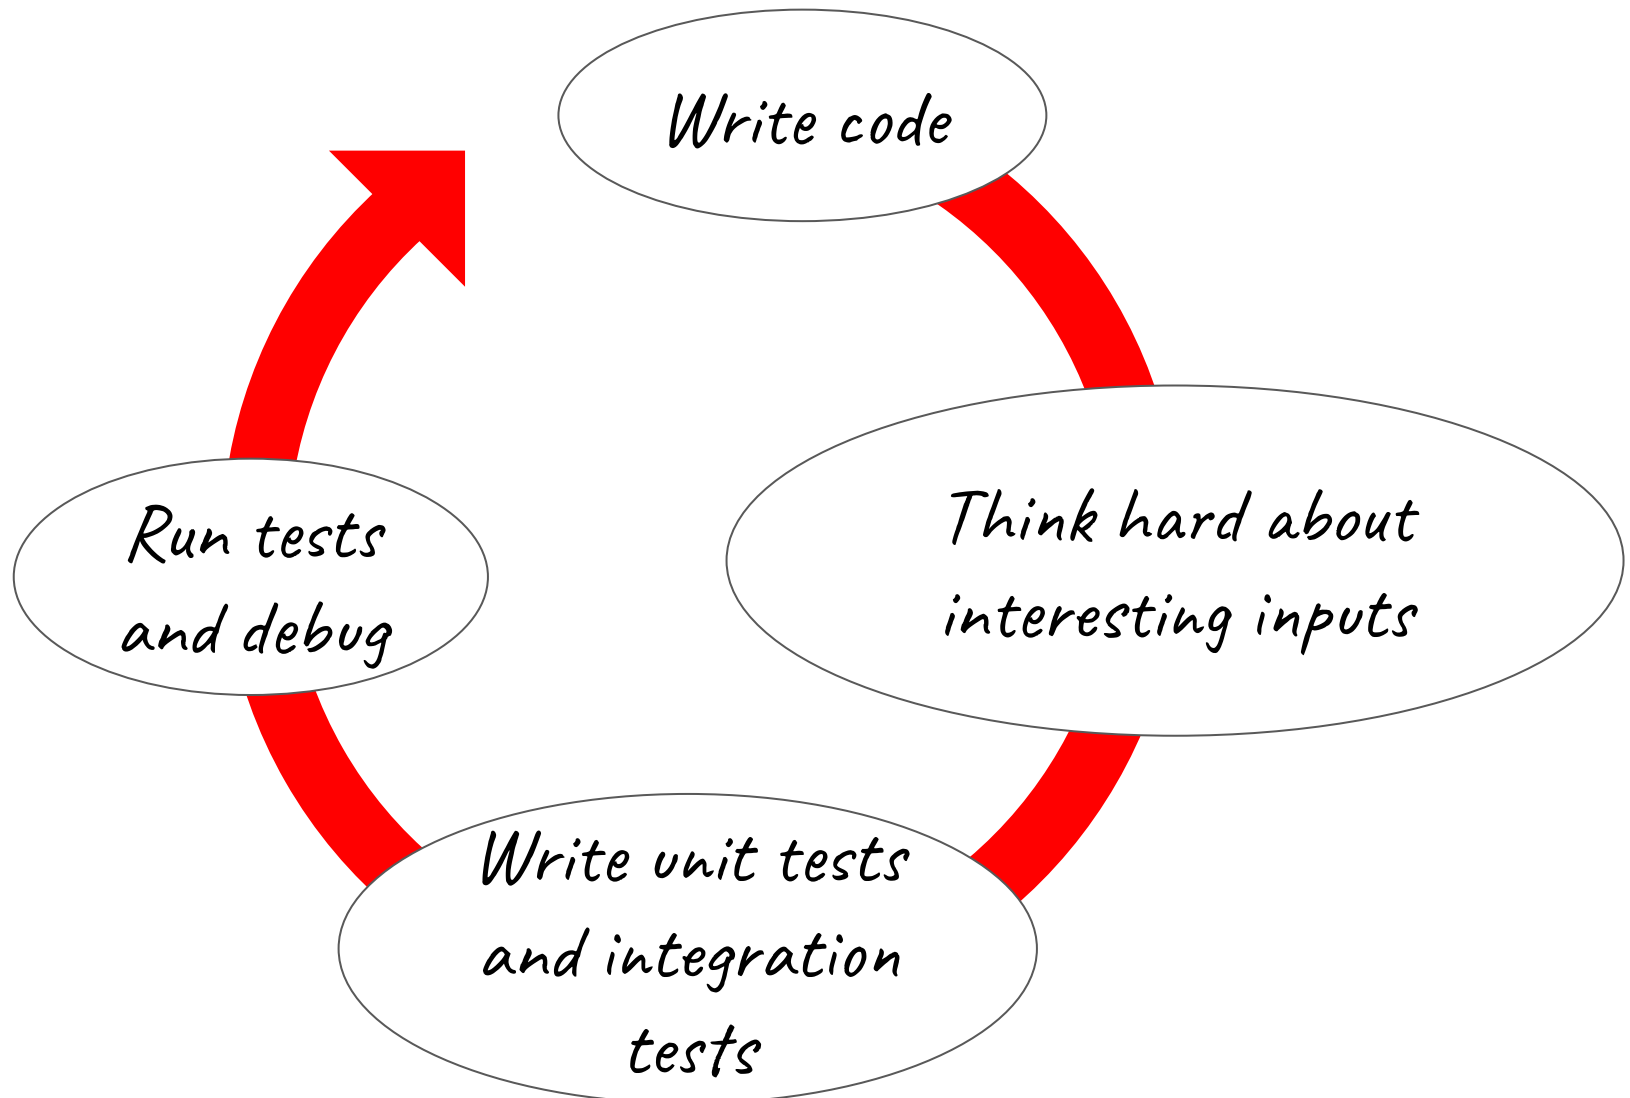 Write code
Think hard about
interesting inputs
Run tests
and debug
Write unit tests
and integration
tests